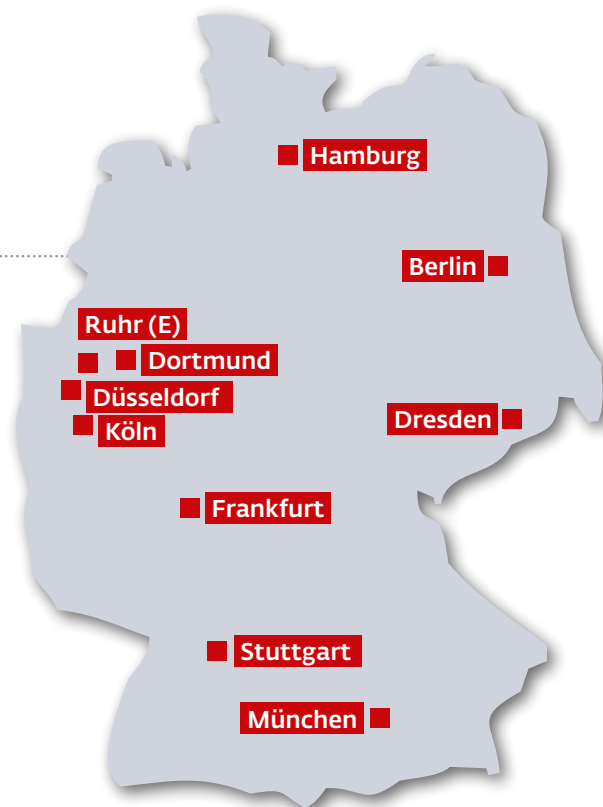 Hamburg
Berlin
Ruhr (E)
Dortmund
Düsseldorf
Köln
Dresden
Frankfurt
Stuttgart
München